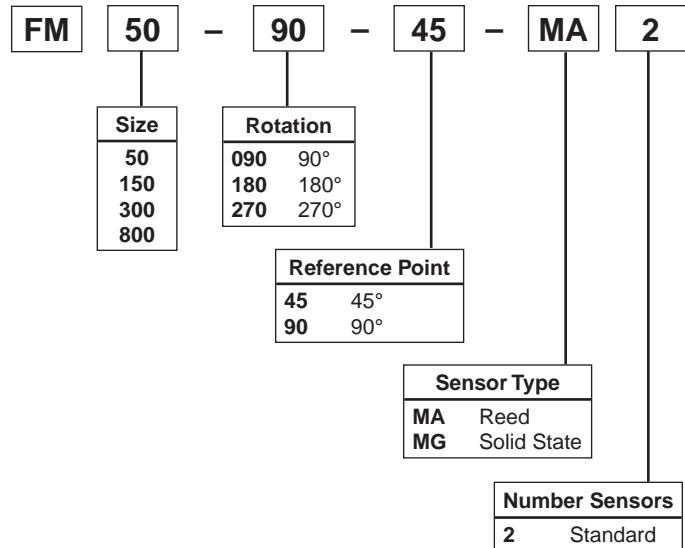 FM 50 – 90 – 45 – MA 2
Size
50
150
300
800
Rotation
090 90°
180 180°
270 270°
Reference Point
45 45°
90 90°
Sensor Type
MA Reed
MG Solid State
Number Sensors
2 Standard